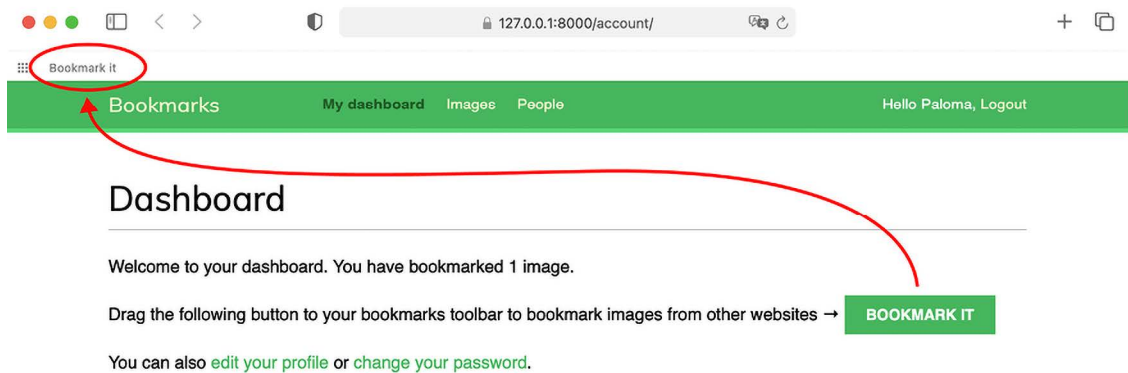 127.0.0.1:8000/account/
Bookmark it
Bookmarks My dashboard Images People Hello Paloma, Logout
Dashboard
Welcome to your dashboard. You have bookmarked 1 image.
Drag the following button to your bookmarks toolbar to bookmark images from other websites → BOOKMARK IT
You can also edit your profile or change your password.